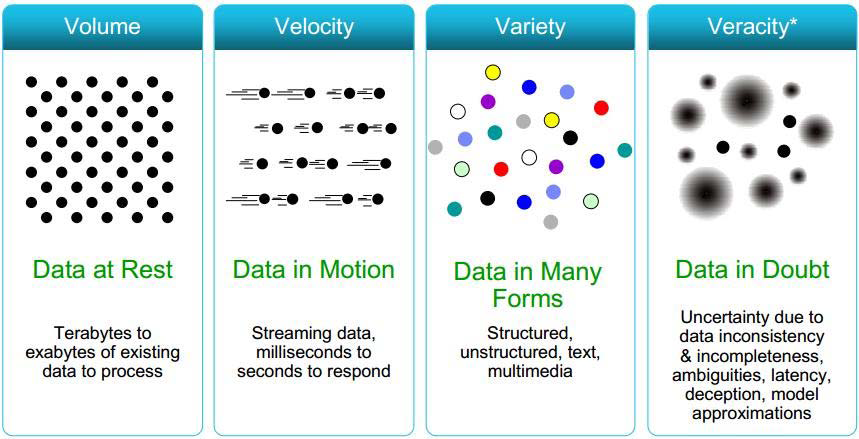 Volume
Data at Rest
Terabytes to
exabytes of existing
data to process
Velocity
Data in Motion
Streaming data,
milliseconds to
seconds to respond
Variety
Data in Many
Forms
Structured,
unstructured, text,
multimedia
Veracity*
Data in Doubt
Uncertainty due to
data inconsistency
& incompleteness,
ambiguities, latency,
deception, model
approximations